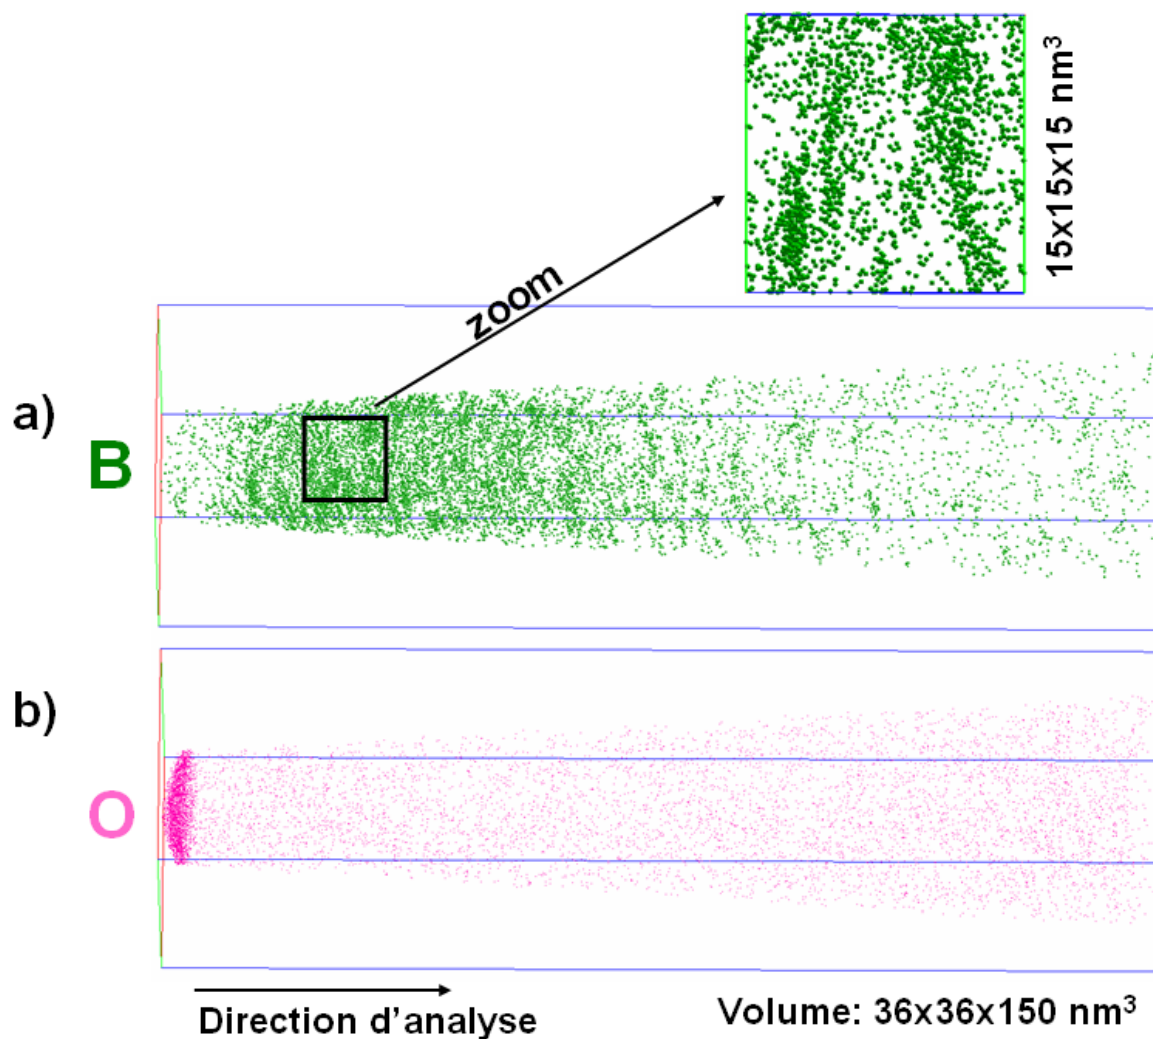 15x15x15 nm³
zoom
a)
B
b)
O
Direction d'analyse
Volume: 36x36x150 nm³